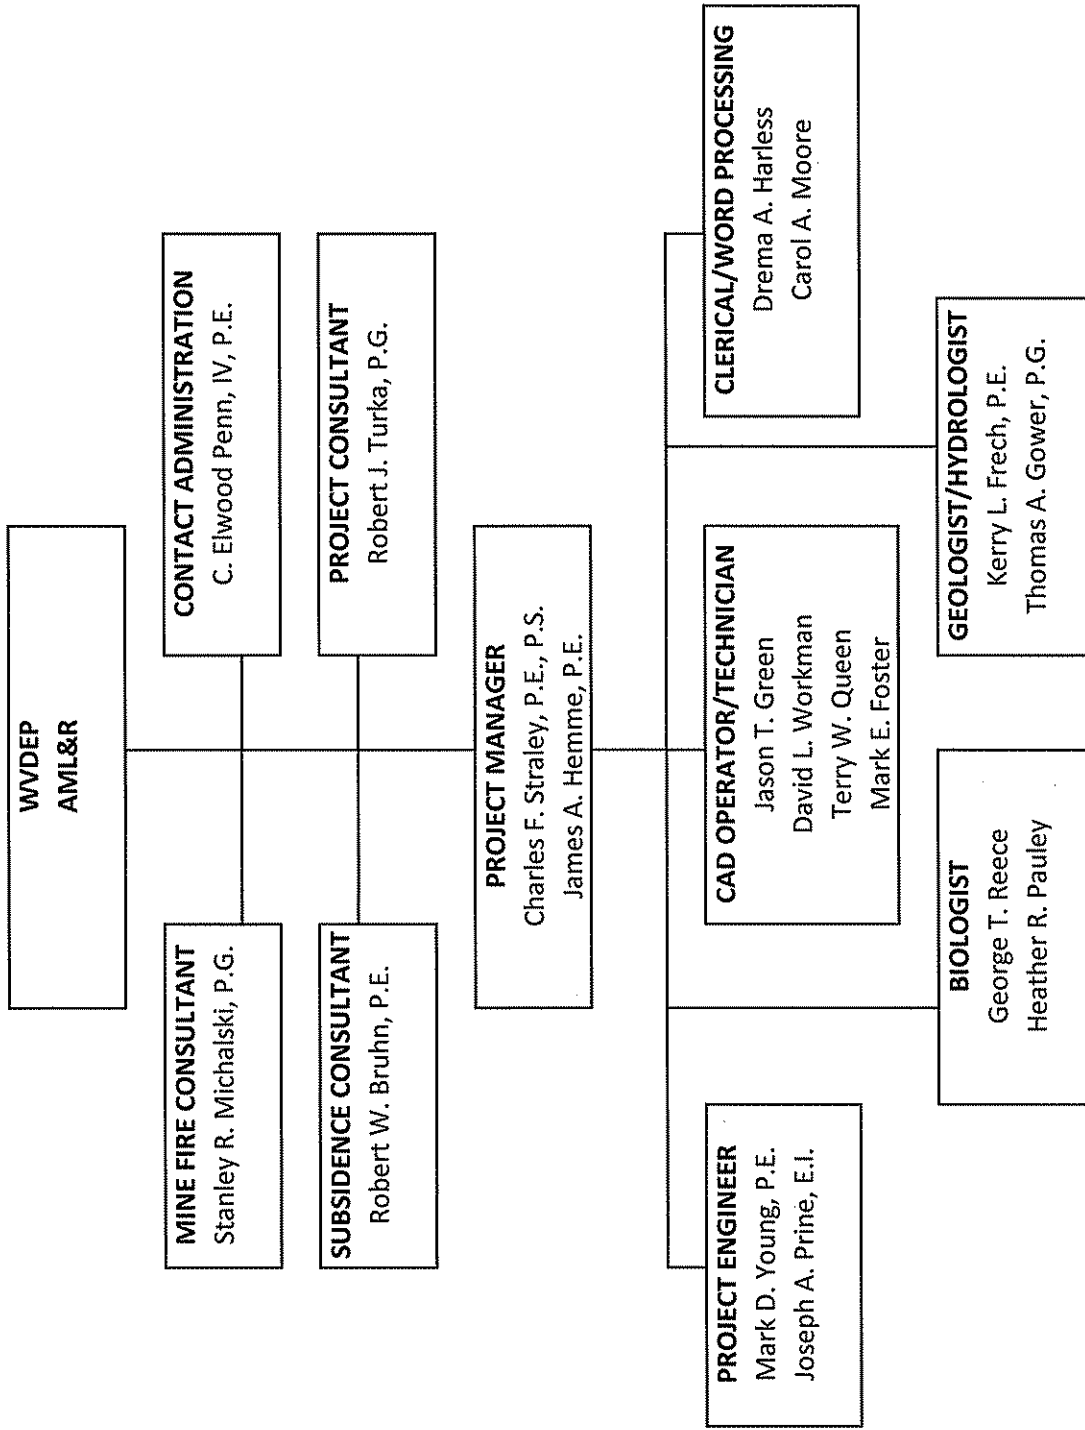 WVDEP
AML&R
MINE FIRE CONSULTANT
Stanley R. Michalski, P.G.
CONTACT ADMINISTRATION
C. Elwood Penn, IV, P.E.
SUBSIDENCE CONSULTANT
Robert W. Bruhn, P.E.
PROJECT CONSULTANT
Robert J. Turka, P.G.
PROJECT MANAGER
Charles F. Straley, P.E., P.S.
James A. Hemme, P.E.
PROJECT ENGINEER
Mark D. Young, P.E.
Joseph A. Prine, E.I.
CAD OPERATOR/TECHNICIAN
Jason T. Green
David L. Workman
Terry W. Queen
Mark E. Foster
CLERICAL/WORD PROCESSING
Drema A. Harless
Carol A. Moore
BIOLOGIST
George T. Reece
Heather R. Pauley
GEOLOGIST/HYDROLOGIST
Kerry L. Frech, P.E.
Thomas A. Gower, P.G.